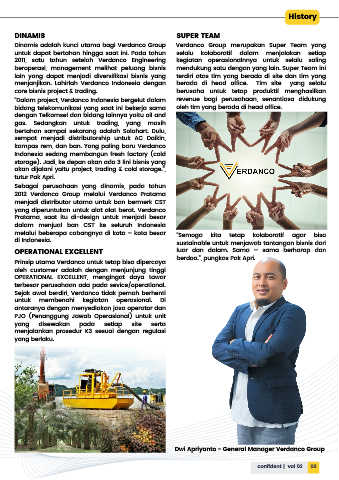 History
DINAMIS
Dinamis adalah kunci utama bagi Verdanco Group
untuk dapat bertahan hingga saat ini. Pada tahun
2011, satu tahun setelah Verdanco Engineering
beroperasi, management melihat peluang bisnis
lain yang dapat menjadi diversifikasi bisnis yang
menjanjikan. Lahirlah Verdanco Indonesia dengan
core bisnis project & trading.
"Dalam project, Verdanco Indonesia bergelut dalam
bidang telekomunikasi yang saat ini bekerja sama
dengan Telkomsel dan bidang lainnya yaitu oil and
gas. Sedangkan untuk trading, yang masih
bertahan sampai sekarang adalah Solahart. Dulu,
sempat menjadi distributorship untuk AC Daikin,
kampas rem, dan ban. Yang paling baru Verdanco
Indonesia sedang membangun fresh factory (cold
storage). Jadi, ke depan akan ada 3 lini bisnis yang
akan dijalani yaitu project, trading & cold storage.",
tutur Pak Apri.
Sebagai perusahaan yang dinamis, pada tahun
2012 Verdanco Group melalui Verdanco Pratama
menjadi distributor utama untuk ban bermerk CST
yang diperuntukan untuk alat alat berat. Verdanco
Pratama, saat itu di-design untuk menjadi besar
dalam menjual ban CST ke seluruh Indonesia
melalui beberapa cabangnya di kota – kota besar
di Indonesia.
OPERATIONAL EXCELLENT
Prinsip utama Verdanco untuk tetap bisa dipercaya
oleh customer adalah dengan menjunjung tinggi
OPERATIONAL EXCELLENT, mengingat daya tawar
terbesar perusahaan ada pada service/operational.
Sejak awal berdiri, Verdanco tidak pernah berhenti
untuk membenahi kegiatan operasional. Di
antaranya dengan menyediakan jasa operator dan
PJO (Penanggung Jawab Operasional) untuk unit
yang disewakan pada setiap site serta
menjalankan prosedur K3 sesuai dengan regulasi
yang berlaku.
SUPER TEAM
Verdanco Group merupakan Super Team yang
selalu kolaboratif dalam menjalakan setiap
kegiatan operasionalnnya untuk selalu saling
mendukung satu dengan yang lain. Super Team ini
terdiri atas tim yang berada di site dan tim yang
berada di head office. Tim site yang selalu
berusaha untuk tetap produktif menghasilkan
revenue bagi perusahaan, senantiasa didukung
oleh tim yang berada di head office.
VERDANCO
"Semoga kita tetap kolaboratif agar bisa
sustainable untuk menjawab tantangan bisnis dari
luar dan dalam. Sama – sama berharap dan
berdoa.", pungkas Pak Apri.
Dwi Apriyanto - General Manager Verdanco Group
confident | vol 02